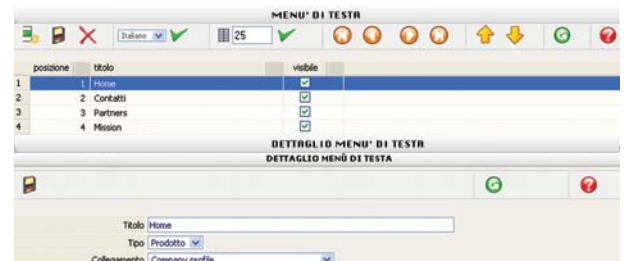 MENU' DI TESTA
Italiano 25
posizione titolo visibile
1 1 Home
2 2 Contatti
3 3 Partners
4 4 Mission
DETTAGLIO MENU' DI TESTA
DETTAGLIO MENÙ DI TESTA
Titolo Home
Tipo Prodotto
Collegamento Company profile